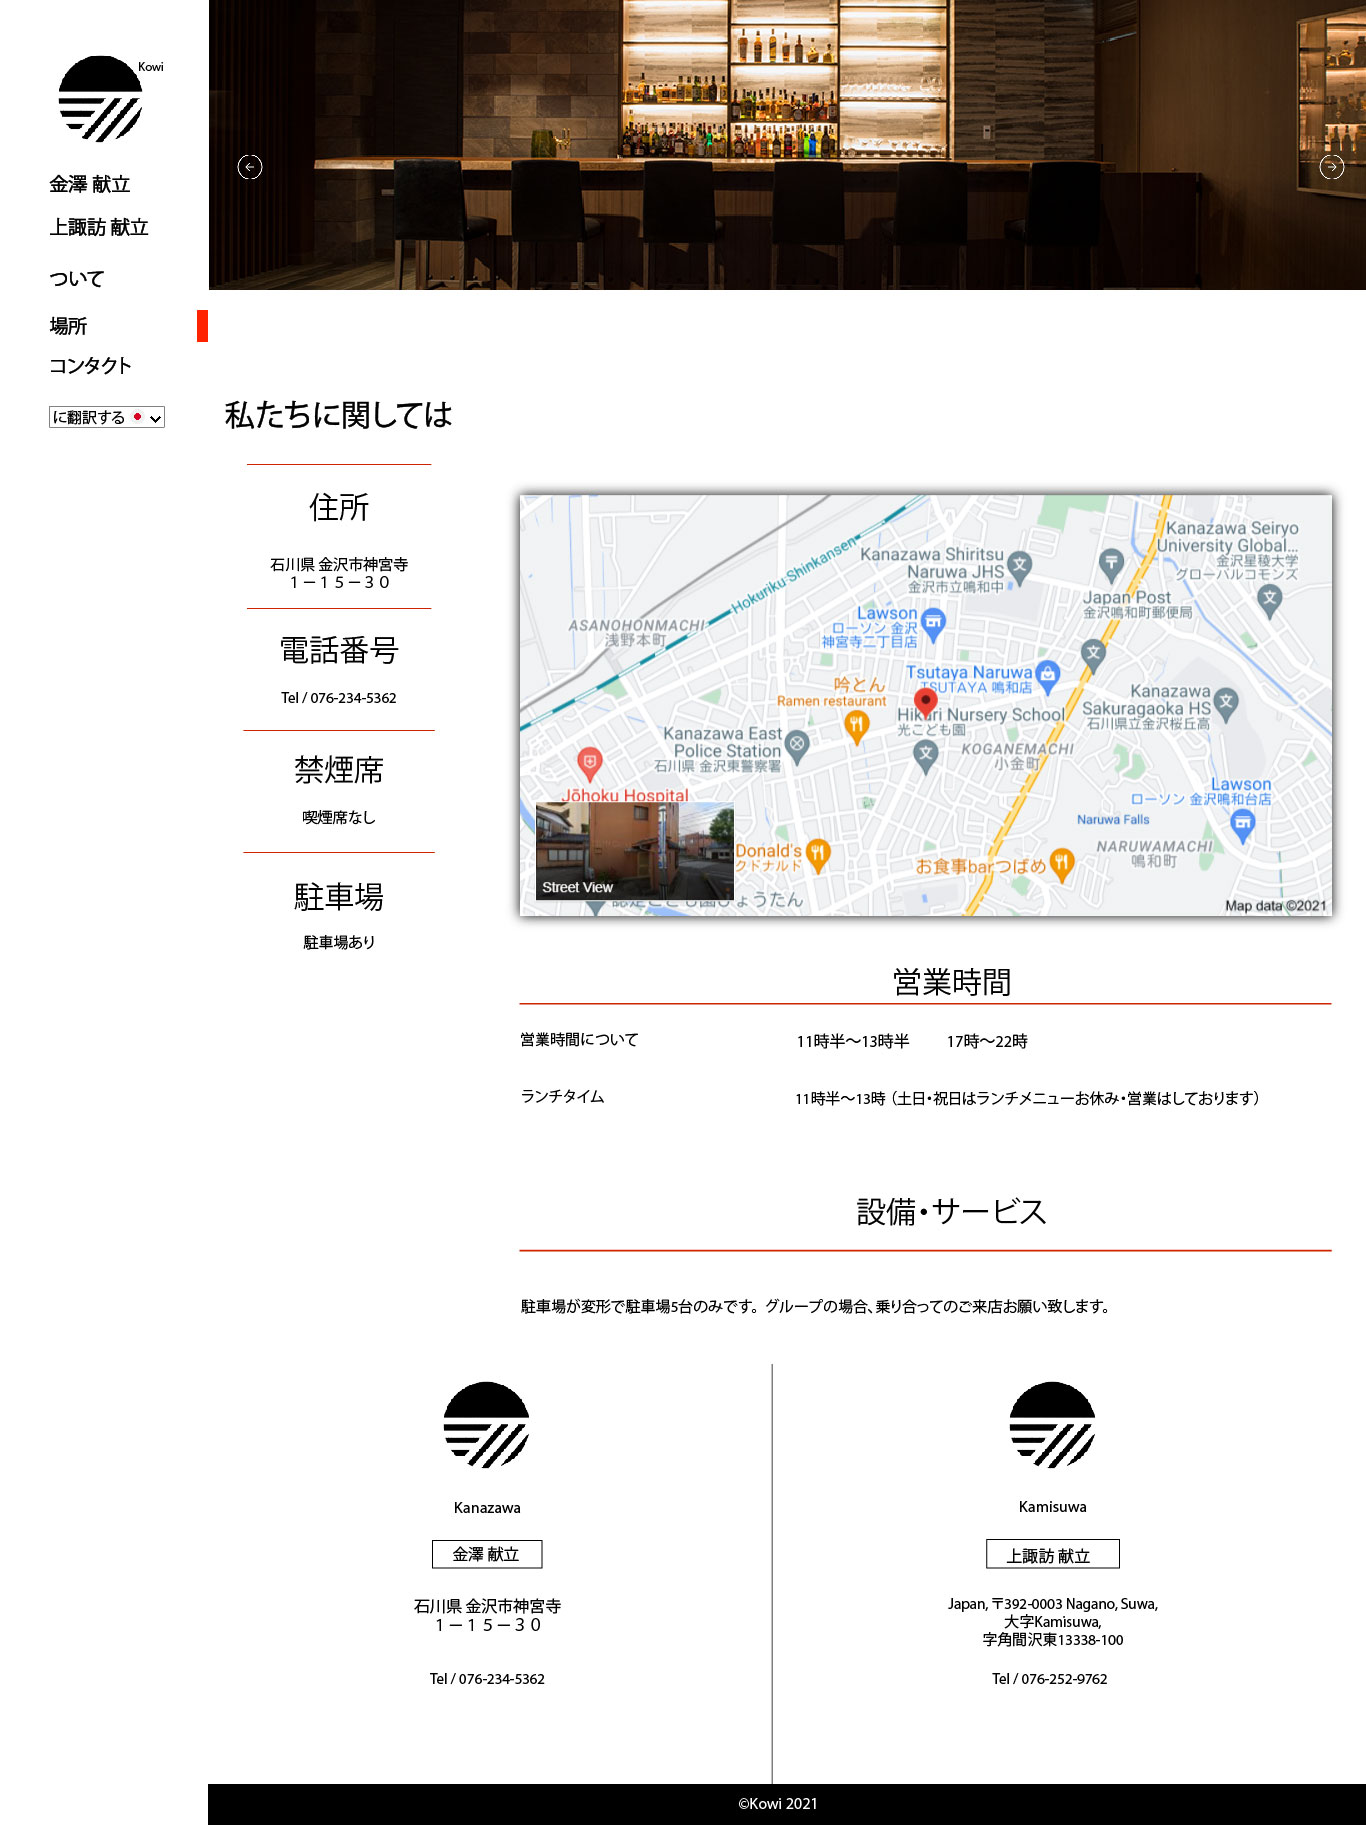 Kowi
金澤 献立
上諏訪 献立
ついて
場所
コンタクト
に翻訳する
私たちに関しては
住所
石川県 金沢市神宮寺
１－１５－３０
電話番号
Tel / 076-234-5362
禁煙席
喫煙席なし
駐車場
駐車場あり
Hokuriku-Shinkansen
ASANOHONMACHI
浅野本町
Kanazawa Shiritsu
Naruwa JHS
金沢市立鳴和中
Kanazawa Seiryo
University Global...
金沢星稜大学
グローバルコモンズ
Japan Post
金沢鳴和町郵便局
Lawson
ローソン 金沢
神宮寺二丁目店
Tsutaya Naruwa
TSUTAYA 鳴和店
吟とん
Ramen restaurant
Hikari Nursery School
光こども園
Kanazawa East
Police Station
石川県 金沢東警察署
Kanazawa
Sakuragaoka HS
石川県立金沢桜丘高
KOGANEMACHI
小金町
Jōhoku Hospital
Lawson
ローソン 金沢鳴和台店
Naruwa Falls
NARUWAMACHI
鳴和町
Donald's
クドナルド
お食事barつばめ
Street View
Map data ©2021
営業時間
営業時間について 11時半〜13時半 17時〜22時
ランチタイム 11時半〜13時（土日・祝日はランチメニューお休み・営業はしております）
設備・サービス
駐車場が変形で駐車場5台のみです。グループの場合、乗り合ってのご来店お願い致します。
Kanazawa
金澤 献立
石川県 金沢市神宮寺
１－１５－３０
Tel / 076-234-5362
Kamisuwa
上諏訪 献立
Japan, 〒392-0003 Nagano, Suwa,
大字Kamisuwa,
字角間沢東13338-100
Tel / 076-252-9762
©Kowi 2021